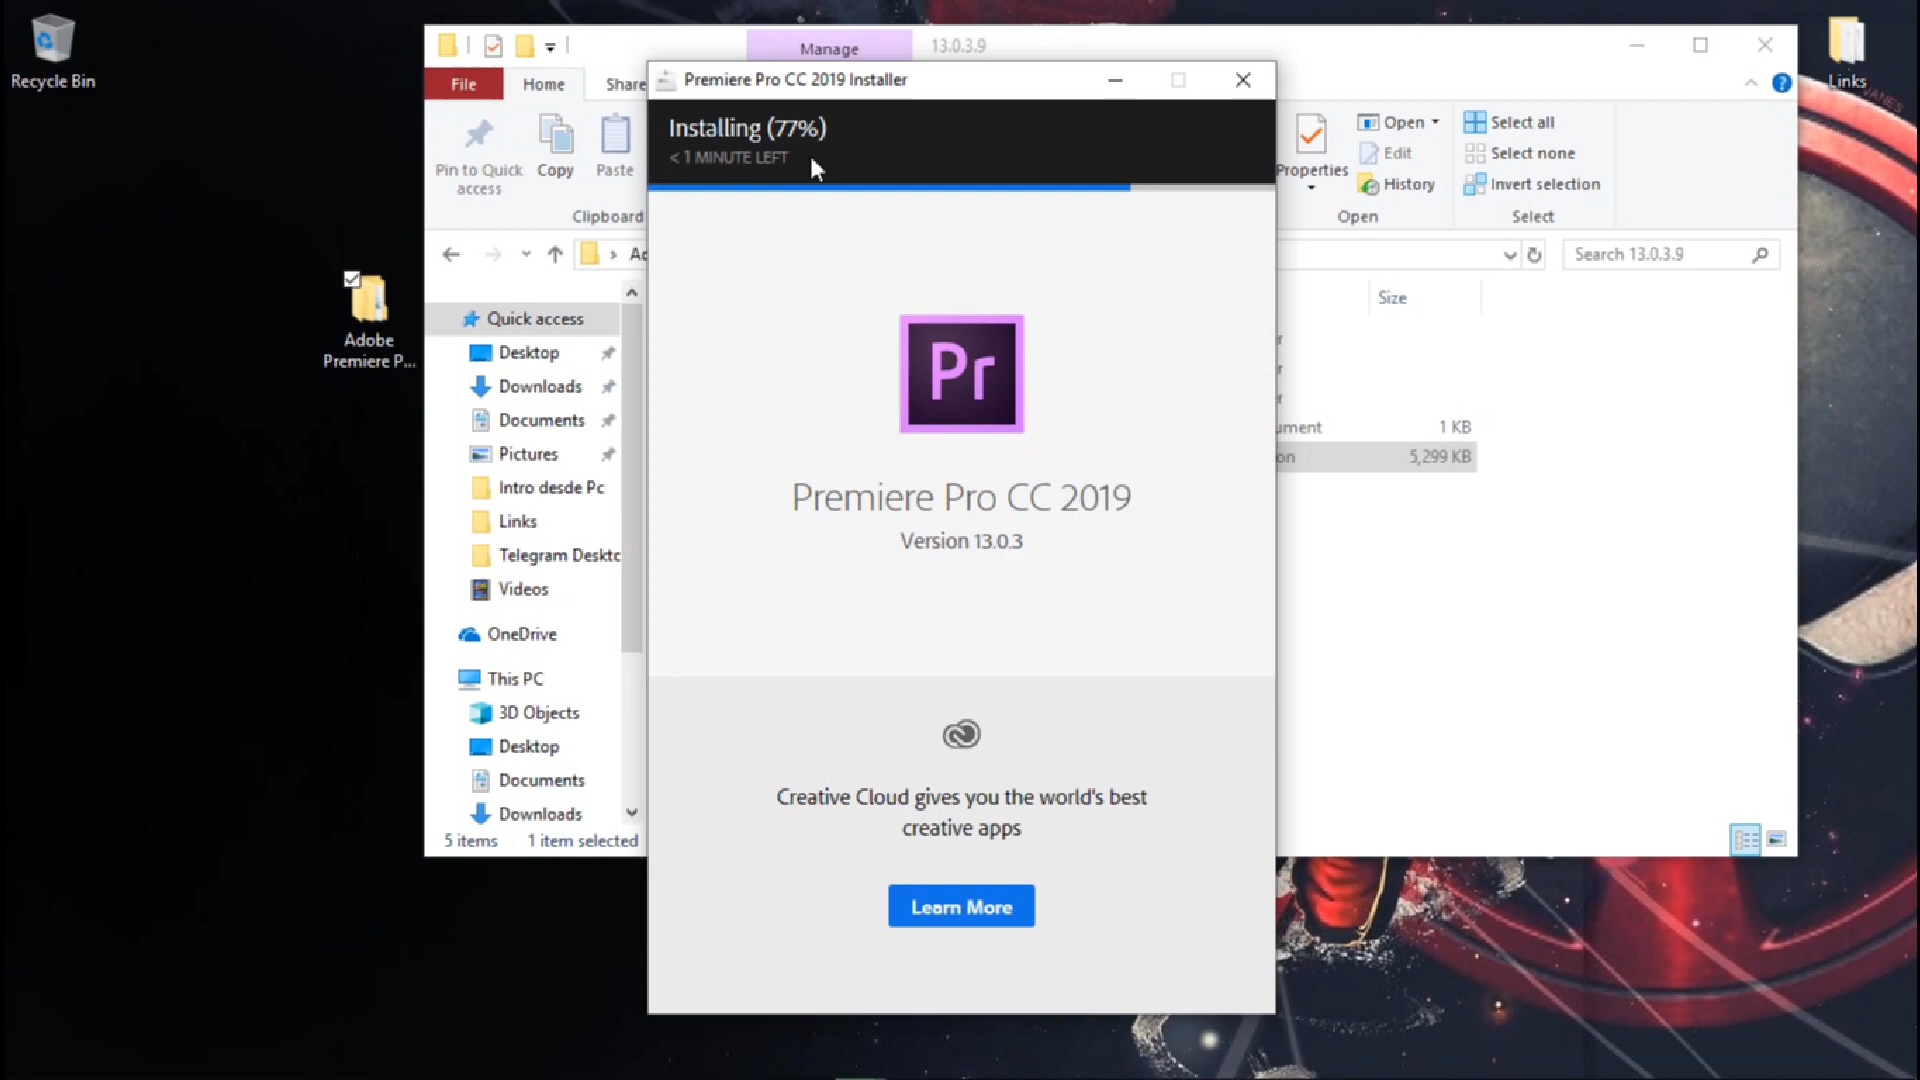 Recycle Bin
Adobe
Premiere P...
Links
Manage
13.0.3.9
File
Home
Share
Pin to Quick
access
Copy
Paste
Clipboard
Properties
Open
Edit
History
Open
Select all
Select none
Invert selection
Select
Search 13.0.3.9
Size
1 KB
5,299 KB
Quick access
Desktop
Downloads
Documents
Pictures
Intro desde Pc
Links
Telegram Deskto
Videos
OneDrive
This PC
3D Objects
Desktop
Documents
Downloads
5 items 1 item selected
Premiere Pro CC 2019 Installer
Installing (77%)
< 1 MINUTE LEFT
Pr
Premiere Pro CC 2019
Version 13.0.3
Creative Cloud gives you the world's best
creative apps
Learn More